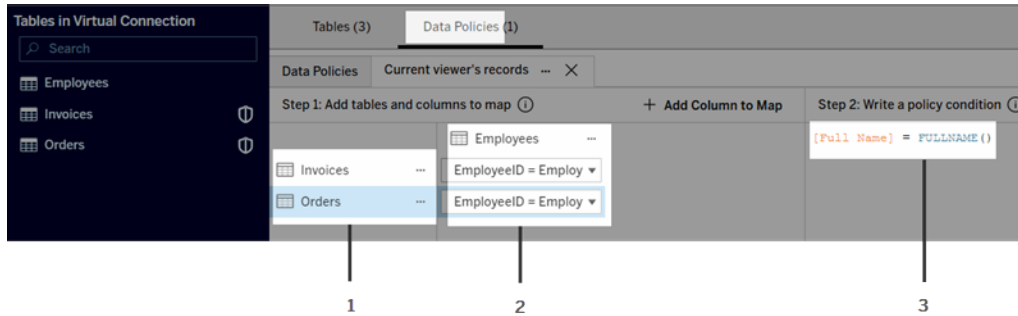 Tables in Virtual Connection
Search
Employees
Invoices
Orders
Tables (3)
Data Policies (1)
Data Policies
Current viewer's records ... ×
Step 1: Add tables and columns to map
+ Add Column to Map
Step 2: Write a policy condition
Employees ...
Invoices ...
EmployeeID = Employ
Orders ...
EmployeeID = Employ
[Full Name] = FULLNAME()
1
2
3